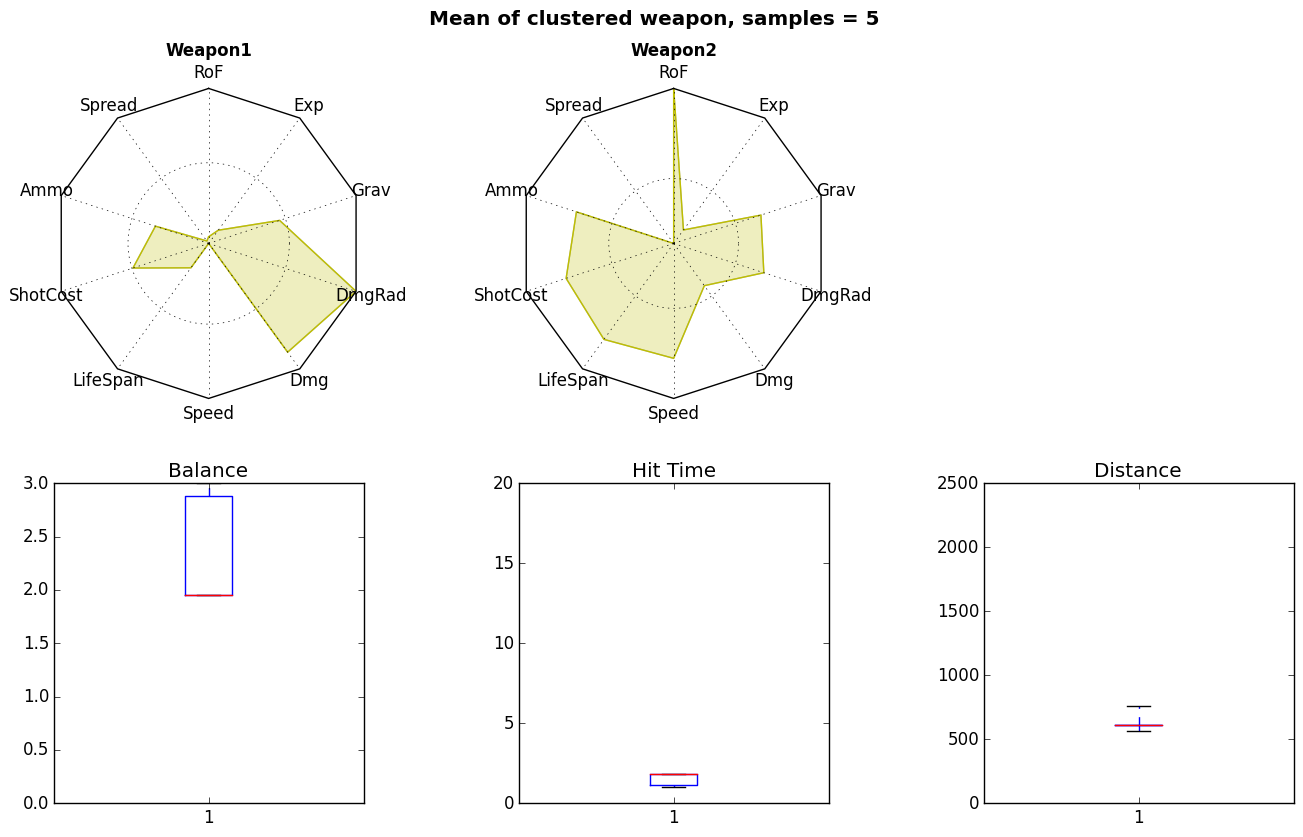 Mean of clustered weapon, samples = 5
Weapon1
RoF
Spread
Exp
Ammo
Grav
ShotCost
DmgRad
LifeSpan
Dmg
Speed
Weapon2
RoF
Spread
Exp
Ammo
Grav
ShotCost
DmgRad
LifeSpan
Dmg
Speed
Balance
3.0
2.5
2.0
1.5
1.0
0.5
0.0
1
Hit Time
20
15
10
5
0
1
Distance
2500
2000
1500
1000
500
0
1